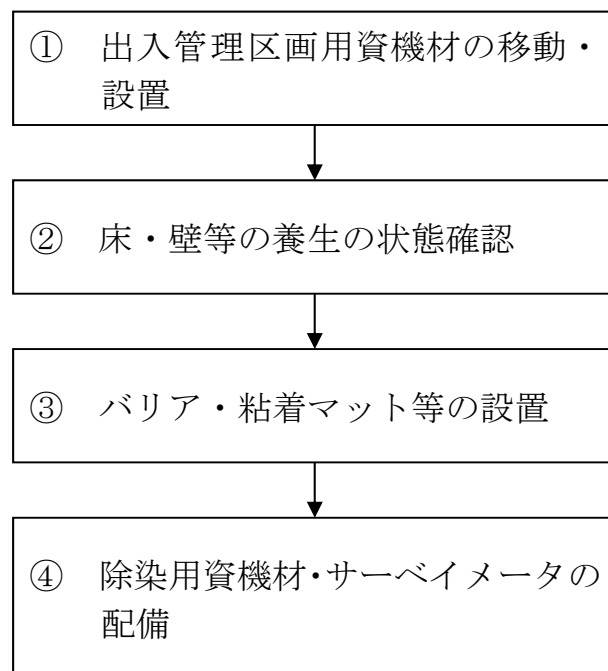 ① 出入管理区画用資機材の移動・
設置
② 床・壁等の養生の状態確認
③ バリア・粘着マット等の設置
④ 除染用資機材・サーベイメータの
配備